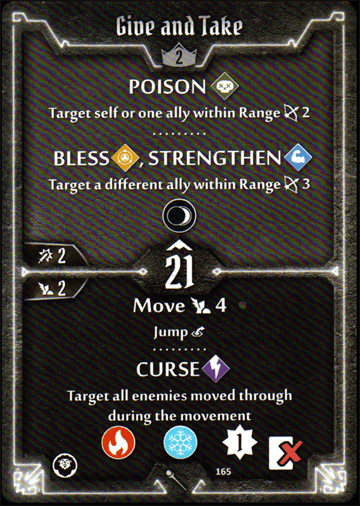 Give and Take
2
POISON
Target self or one ally within Range 2
BLESS, STRENGTHEN
Target a different ally within Range 3
2
21
2
Move 4
Jump
CURSE
Target all enemies moved through
during the movement
1
165